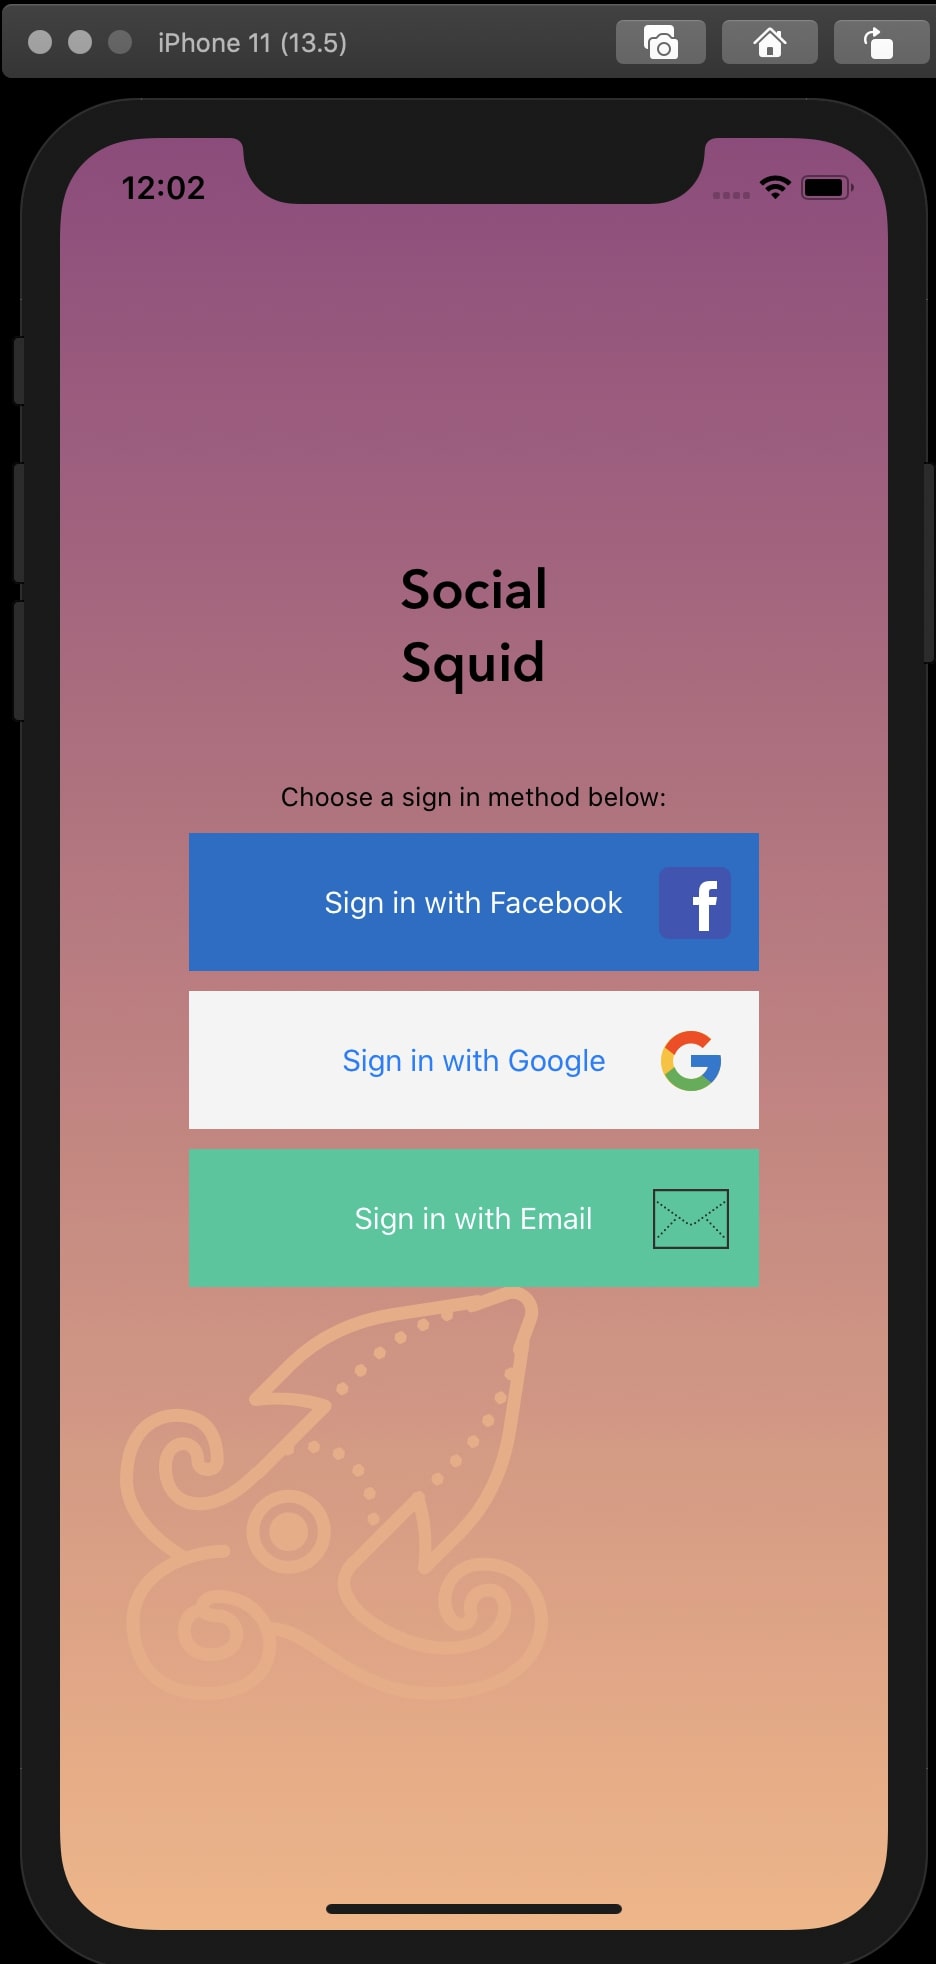 iPhone 11 (13.5)
12:02
Social
Squid
Choose a sign in method below:
Sign in with Facebook
f
Sign in with Google
G
Sign in with Email